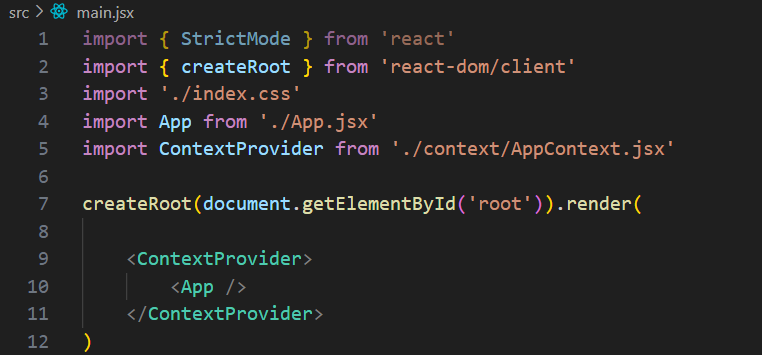 src > main.jsx
1 import { StrictMode } from 'react'
2 import { createRoot } from 'react-dom/client'
3 import './index.css'
4 import App from './App.jsx'
5 import ContextProvider from './context/AppContext.jsx'
6
7 createRoot(document.getElementById('root')).render(
8
9     <ContextProvider>
10         <App />
11     </ContextProvider>
12 )